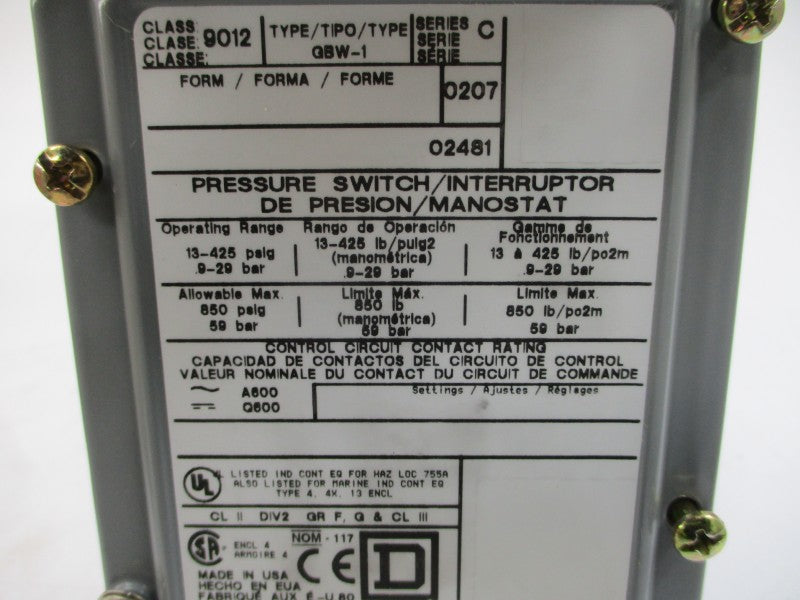 CLASS
CLASE: 9012
CLASSE:
TYPE/TIPO/TYPE
GBW-1
SERIES
SERIE C
SÉRIE
FORM / FORMA / FORME
0207
02481
PRESSURE SWITCH/INTERRUPTOR
DE PRESION/MANOSTAT
Operating Range
13-425 psig
.9-29 bar
Rango de Operación
13-425 lb/pulg2
(manométrica)
.9-29 bar
Gamme de
Fonctionnement
13 à 425 lb/po2m
.9-29 bar
Allowable Max.
850 psig
59 bar
Limite Máx.
850 lb
(manométrica)
59 bar
Limite Max.
850 lb/po2m
59 bar
CONTROL CIRCUIT CONTACT RATING
CAPACIDAD DE CONTACTOS DEL CIRCUITO DE CONTROL
VALEUR NOMINALE DU CONTACT DU CIRCUIT DE COMMANDE
A600
Q600
Settings / Ajustes / Réglages
UL LISTED IND CONT EQ FOR HAZ LOC 755A
ALSO LISTED FOR MARINE IND CONT EQ
TYPE 4, 4X, 13 ENCL
CL II DIV2 GR F, G & CL III
SA ENCL 4
ARMOIRE 4
NOM - 117
CE
D
MADE IN USA
HECHO EN EUA
FABRIQUÉ AUX É-U 80